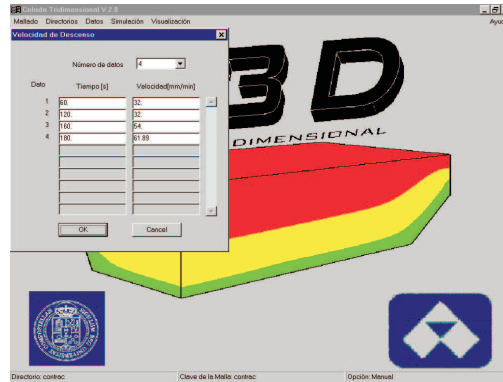 Colada Tridimensional V 2.0
Mallado Directorios Datos Simulación Visualización Ayuc
Velocidad de Descenso
Número de datos 4
Dato Tiempo [s] Velocidad[mm/min]
1 60. 32.
2 120. 32.
3 160. 54.
4 180. 61.89
OK Cancel
3D
DIMENSIONAL
Directorio: contrac Clave de la Malla: contrac Opción: Manual